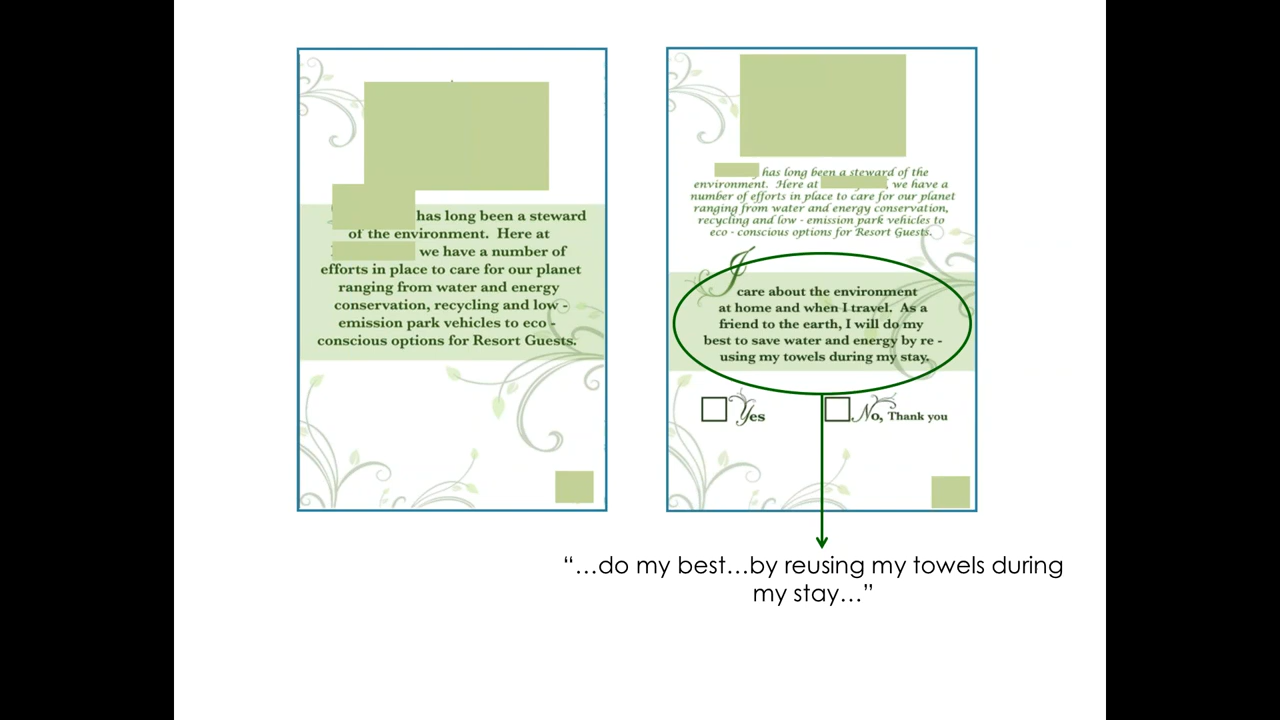 has long been a steward
of the environment.  Here at
we have a number of
efforts in place to care for our planet
ranging from water and energy
conservation, recycling and low -
emission park vehicles to eco -
conscious options for Resort Guests.
has long been a steward of the
environment.  Here at , we have a
number of efforts in place to care for our planet
ranging from water and energy conservation,
recycling and low - emission park vehicles to
eco - conscious options for Resort Guests.
I
care about the environment
at home and when I travel.  As a
friend to the earth, I will do my
best to save water and energy by re -
using my towels during my stay.
Yes
No, Thank you
“…do my best…by reusing my towels during
my stay…”